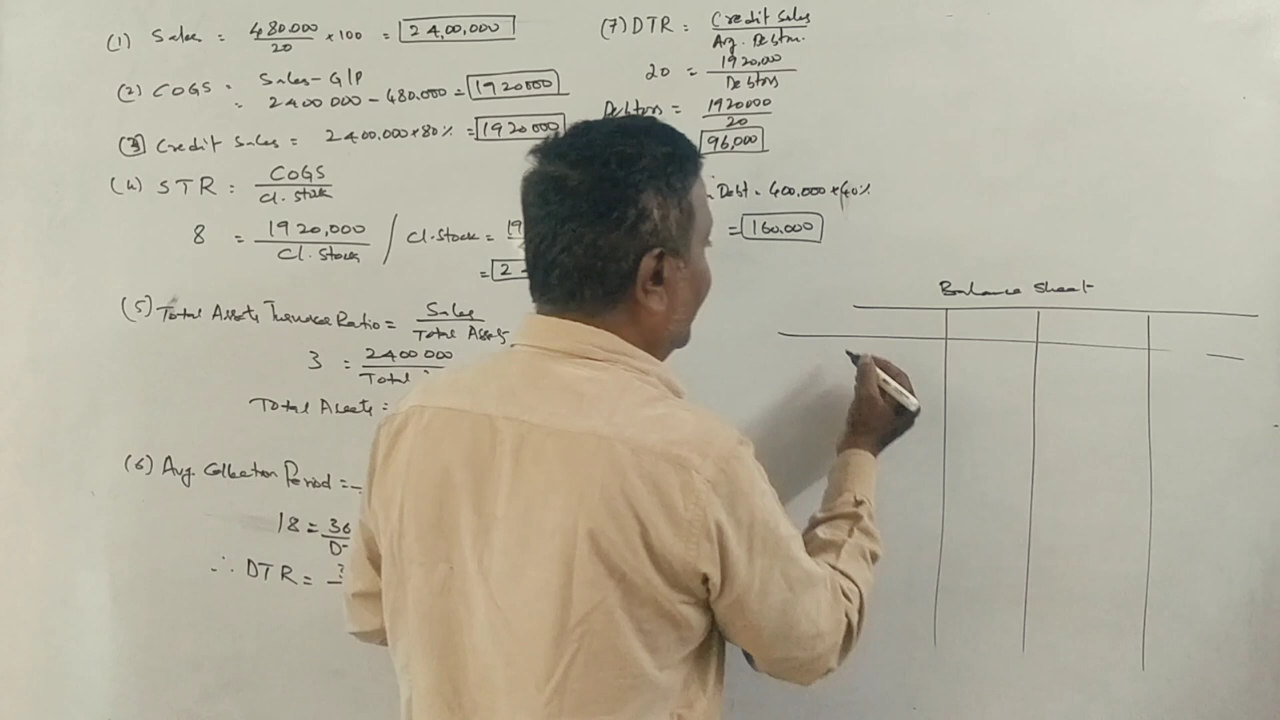 (1) Sales = 480.000 / 20 × 100 = 24,00,000
(2) COGS = Sales - G/P
= 2400 000 - 480.000 = 1920000
(3) Credit Sales = 2400.000 × 80% = 1920000
(4) STR = COGS / Cl. Stock
8 = 1920,000 / Cl. Stock / Cl. Stock =
= 2
(5) Total Assets Turnover Ratio = Sales / Total Assets
3 = 2400 000 / Total
Total Assets =
(6) Avg. Collection Period =
18 = 36
∴ DTR =
(7) DTR = Credit Sales / Avg. Debtors
20 = 1920,00 / Debtors
Debtors = 1920000 / 20
96,000
Debt = 400,000 × 40%
= 160.000
Balance Sheet